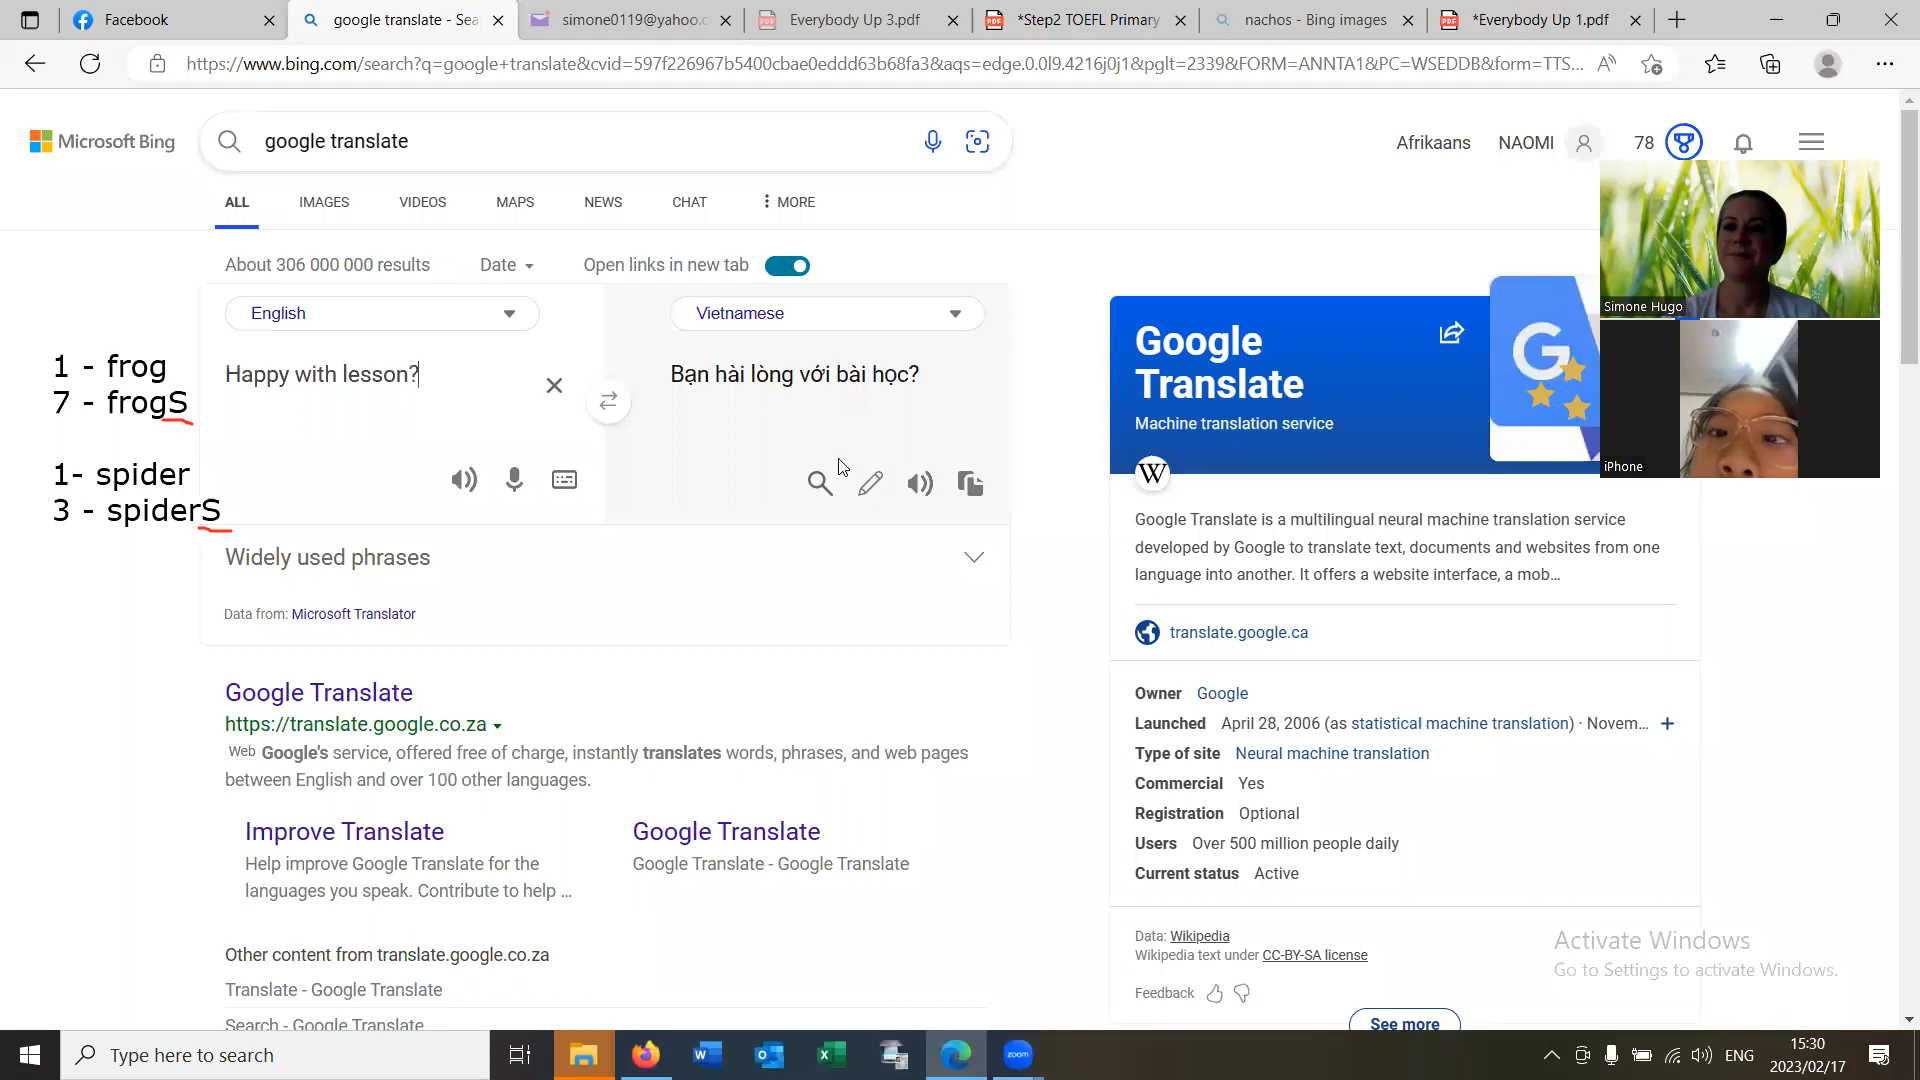 Facebook
google translate - Sea
simone0119@yahoo.c
Everybody Up 3.pdf
*Step2 TOEFL Primary
nachos - Bing images
*Everybody Up 1.pdf
https://www.bing.com/search?q=google+translate&cvid=597f226967b5400cbae0eddd63b68fa3&aqs=edge.0.0l9.4216j0j1&pglt=2339&FORM=ANNTA1&PC=WSEDDB&form=TTS...
Microsoft Bing
google translate
Afrikaans NAOMI 78
ALL IMAGES VIDEOS MAPS NEWS CHAT MORE
About 306 000 000 results Date Open links in new tab
English Vietnamese
Happy with lesson? Bạn hài lòng với bài học?
1 - frog
7 - frogS
1- spider
3 - spiderS
Widely used phrases
Data from: Microsoft Translator
Google Translate
https://translate.google.co.za
Web Google's service, offered free of charge, instantly translates words, phrases, and web pages
between English and over 100 other languages.
Improve Translate
Help improve Google Translate for the
languages you speak. Contribute to help ...
Google Translate
Google Translate - Google Translate
Other content from translate.google.co.za
Translate - Google Translate
Search - Google Translate
Google
Translate
Machine translation service
G
W
Simone Hugo
iPhone
Google Translate is a multilingual neural machine translation service
developed by Google to translate text, documents and websites from one
language into another. It offers a website interface, a mob...
translate.google.ca
Owner Google
Launched April 28, 2006 (as statistical machine translation) · Novem...
Type of site Neural machine translation
Commercial Yes
Registration Optional
Users Over 500 million people daily
Current status Active
Data: Wikipedia
Wikipedia text under CC-BY-SA license
Feedback
See more
Activate Windows
Go to Settings to activate Windows.
Type here to search
zoom
ENG
15:30
2023/02/17